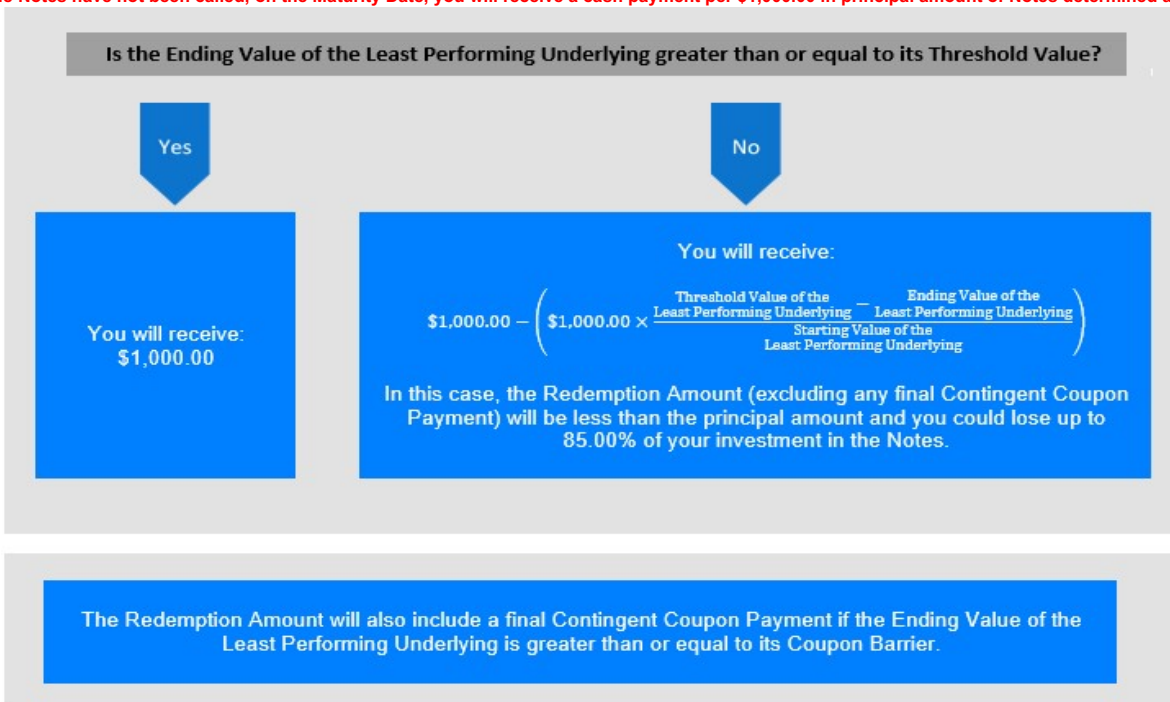 Notes have not been called, on the Maturity Date, you will receive a cash payment per $1,000.00 in principal amount of Notes determined
Is the Ending Value of the Least Performing Underlying greater than or equal to its Threshold Value?
Yes
No
You will receive:
$1,000.00
You will receive:
$1,000.00 − ( $1,000.00 × (Threshold Value of the Least Performing Underlying − Ending Value of the Least Performing Underlying) / Starting Value of the Least Performing Underlying )
In this case, the Redemption Amount (excluding any final Contingent Coupon
Payment) will be less than the principal amount and you could lose up to
85.00% of your investment in the Notes.
The Redemption Amount will also include a final Contingent Coupon Payment if the Ending Value of the
Least Performing Underlying is greater than or equal to its Coupon Barrier.